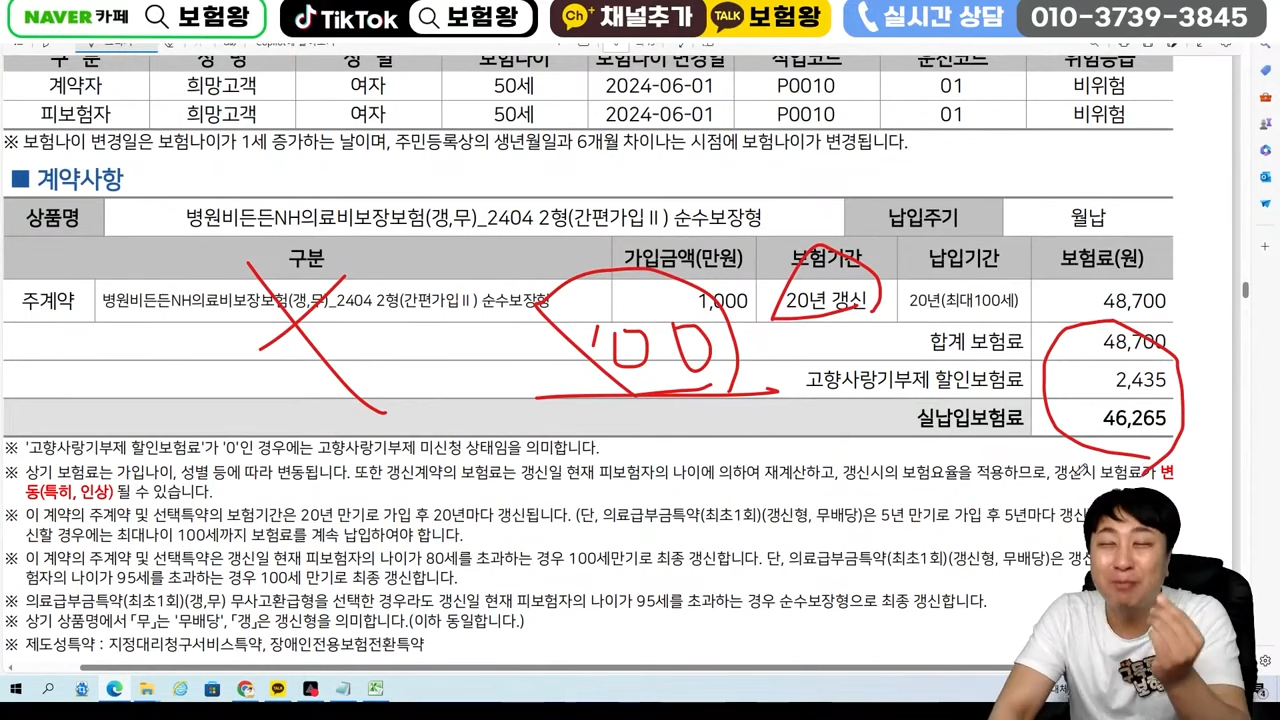 NAVER 카페 보험왕 TikTok 보험왕 Ch+ 채널추가 TALK 보험왕 실시간 상담 010-3739-3845
구 분 성 명 성 별 보험나이 보험나이 변경일 직업코드 운전코드 위험등급
계약자 희망고객 여자 50세 2024-06-01 P0010 01 비위험
피보험자 희망고객 여자 50세 2024-06-01 P0010 01 비위험
※ 보험나이 변경일은 보험나이가 1세 증가하는 날이며, 주민등록상의 생년월일과 6개월 차이나는 시점에 보험나이가 변경됩니다.
■ 계약사항
상품명 병원비든든NH의료비보장보험(갱,무)_2404 2형(간편가입Ⅱ) 순수보장형 납입주기 월납
구분 가입금액(만원) 보험기간 납입기간 보험료(원)
주계약 병원비든든NH의료비보장보험(갱,무)_2404 2형(간편가입Ⅱ) 순수보장형 1,000 20년 갱신 20년(최대100세) 48,700
합계 보험료 48,700
100
고향사랑기부제 할인보험료 2,435
실납입보험료 46,265
※ '고향사랑기부제 할인보험료'가 '0'인 경우에는 고향사랑기부제 미신청 상태임을 의미합니다.
※ 상기 보험료는 가입나이, 성별 등에 따라 변동됩니다. 또한 갱신계약의 보험료는 갱신일 현재 피보험자의 나이에 의하여 재계산하고, 갱신시의 보험요율을 적용하므로, 갱신시 보험료가 변
동(특히, 인상) 될 수 있습니다.
※ 이 계약의 주계약 및 선택특약의 보험기간은 20년 만기로 가입 후 20년마다 갱신됩니다. (단, 의료급부금특약(최초1회)(갱신형, 무배당)은 5년 만기로 가입 후 5년마다 갱신
신할 경우에는 최대나이 100세까지 보험료를 계속 납입하여야 합니다.
※ 이 계약의 주계약 및 선택특약은 갱신일 현재 피보험자의 나이가 80세를 초과하는 경우 100세만기로 최종 갱신합니다. 단, 의료급부금특약(최초1회)(갱신형, 무배당)은 갱신
험자의 나이가 95세를 초과하는 경우 100세 만기로 최종 갱신합니다.
※ 의료급부금특약(최초1회)(갱,무) 무사고환급형을 선택한 경우라도 갱신일 현재 피보험자의 나이가 95세를 초과하는 경우 순수보장형으로 최종 갱신합니다.
※ 상기 상품명에서 「무」는 '무배당', 「갱」은 갱신형을 의미합니다.(이하 동일합니다.)
※ 제도성특약 : 지정대리청구서비스특약, 장애인전용보험전환특약